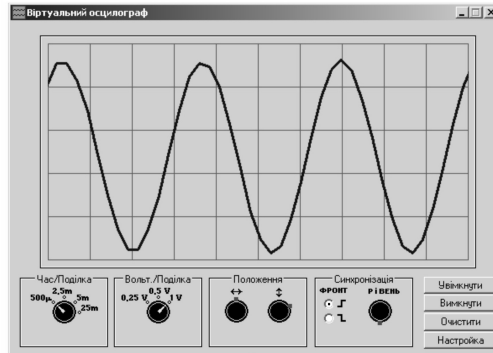 Віртуальний осцилограф
Час/Поділка
2,5m
500µ 5m
25m
Вольт./Поділка
0,5 V
0,25 V 1 V
Положення
Синхронізація
ФРОНТ РІВЕНЬ
Увімкнути
Вимкнути
Очистити
Настройка